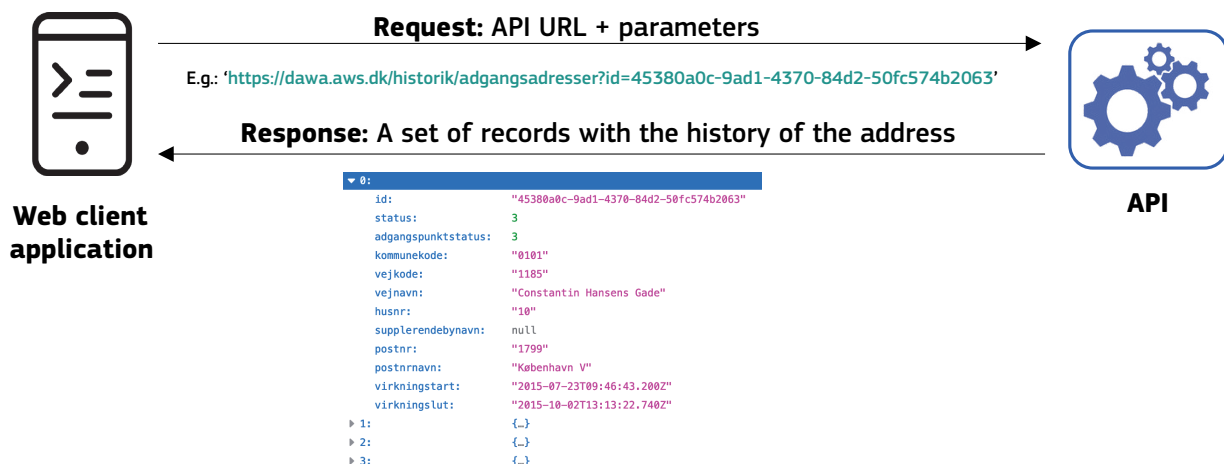 Request: API URL + parameters
E.g.: ‘https://dawa.aws.dk/historik/adgangsadresser?id=45380a0c-9ad1-4370-84d2-50fc574b2063’
Response: A set of records with the history of the address
Web client
application
API
▼ 0:
id: "45380a0c-9ad1-4370-84d2-50fc574b2063"
status: 3
adgangspunktstatus: 3
kommunekode: "0101"
vejkode: "1185"
vejnavn: "Constantin Hansens Gade"
husnr: "10"
supplerendebynavn: null
postnr: "1799"
postnrnavn: "København V"
virkningstart: "2015-07-23T09:46:43.200Z"
virkningslut: "2015-10-02T13:13:22.740Z"
▶ 1: {…}
▶ 2: {…}
▶ 3: {…}